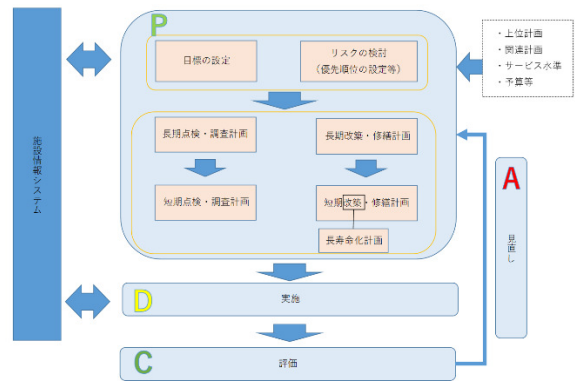 P
目標の設定
リスクの検討
(優先順位の設定等)
・上位計画
・関連計画
・サービス水準
・予算等
長期点検・調査計画
長期改築・修繕計画
短期点検・調査計画
短期改築・修繕計画
長寿命化計画
施設情報システム
A
見直し
D
実施
C
評価